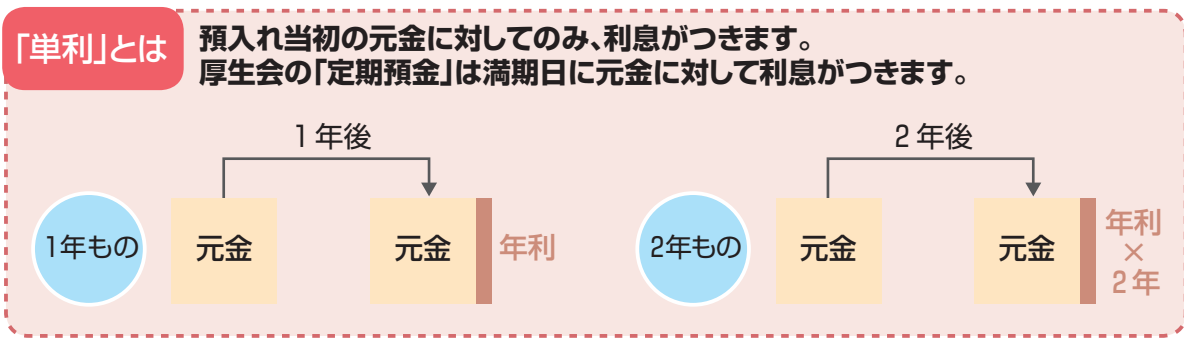 「単利」とは
預入れ当初の元金に対してのみ、利息がつきます。
厚生会の「定期預金」は満期日に元金に対して利息がつきます。
1年後
1年もの
元金
元金
年利
2年後
2年もの
元金
元金
年利
×
2年